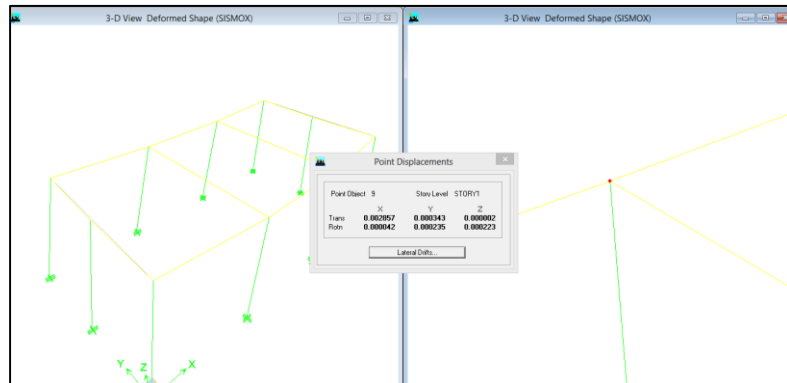 3-D View Deformed Shape (SISMOX)
3-D View Deformed Shape (SISMOX)
Point Displacements
Point Object 9 Story Level STORY1
X Y Z
Trans 0.002857 0.000343 0.000002
Rotn 0.000042 0.000235 0.000223
Lateral Drifts...
Y Z X